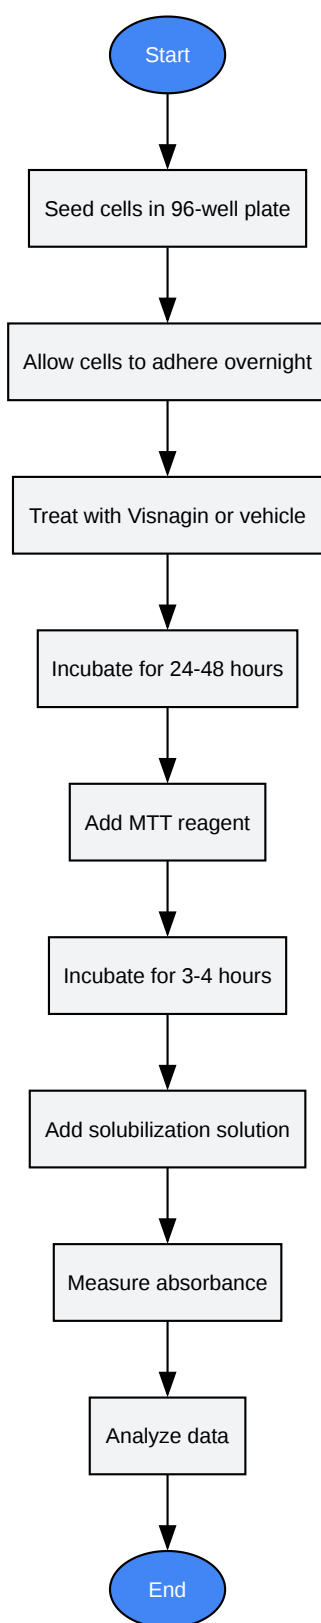 Start
Seed cells in 96-well plate
Allow cells to adhere overnight
Treat with Visnagin or vehicle
Incubate for 24-48 hours
Add MTT reagent
Incubate for 3-4 hours
Add solubilization solution
Measure absorbance
Analyze data
End